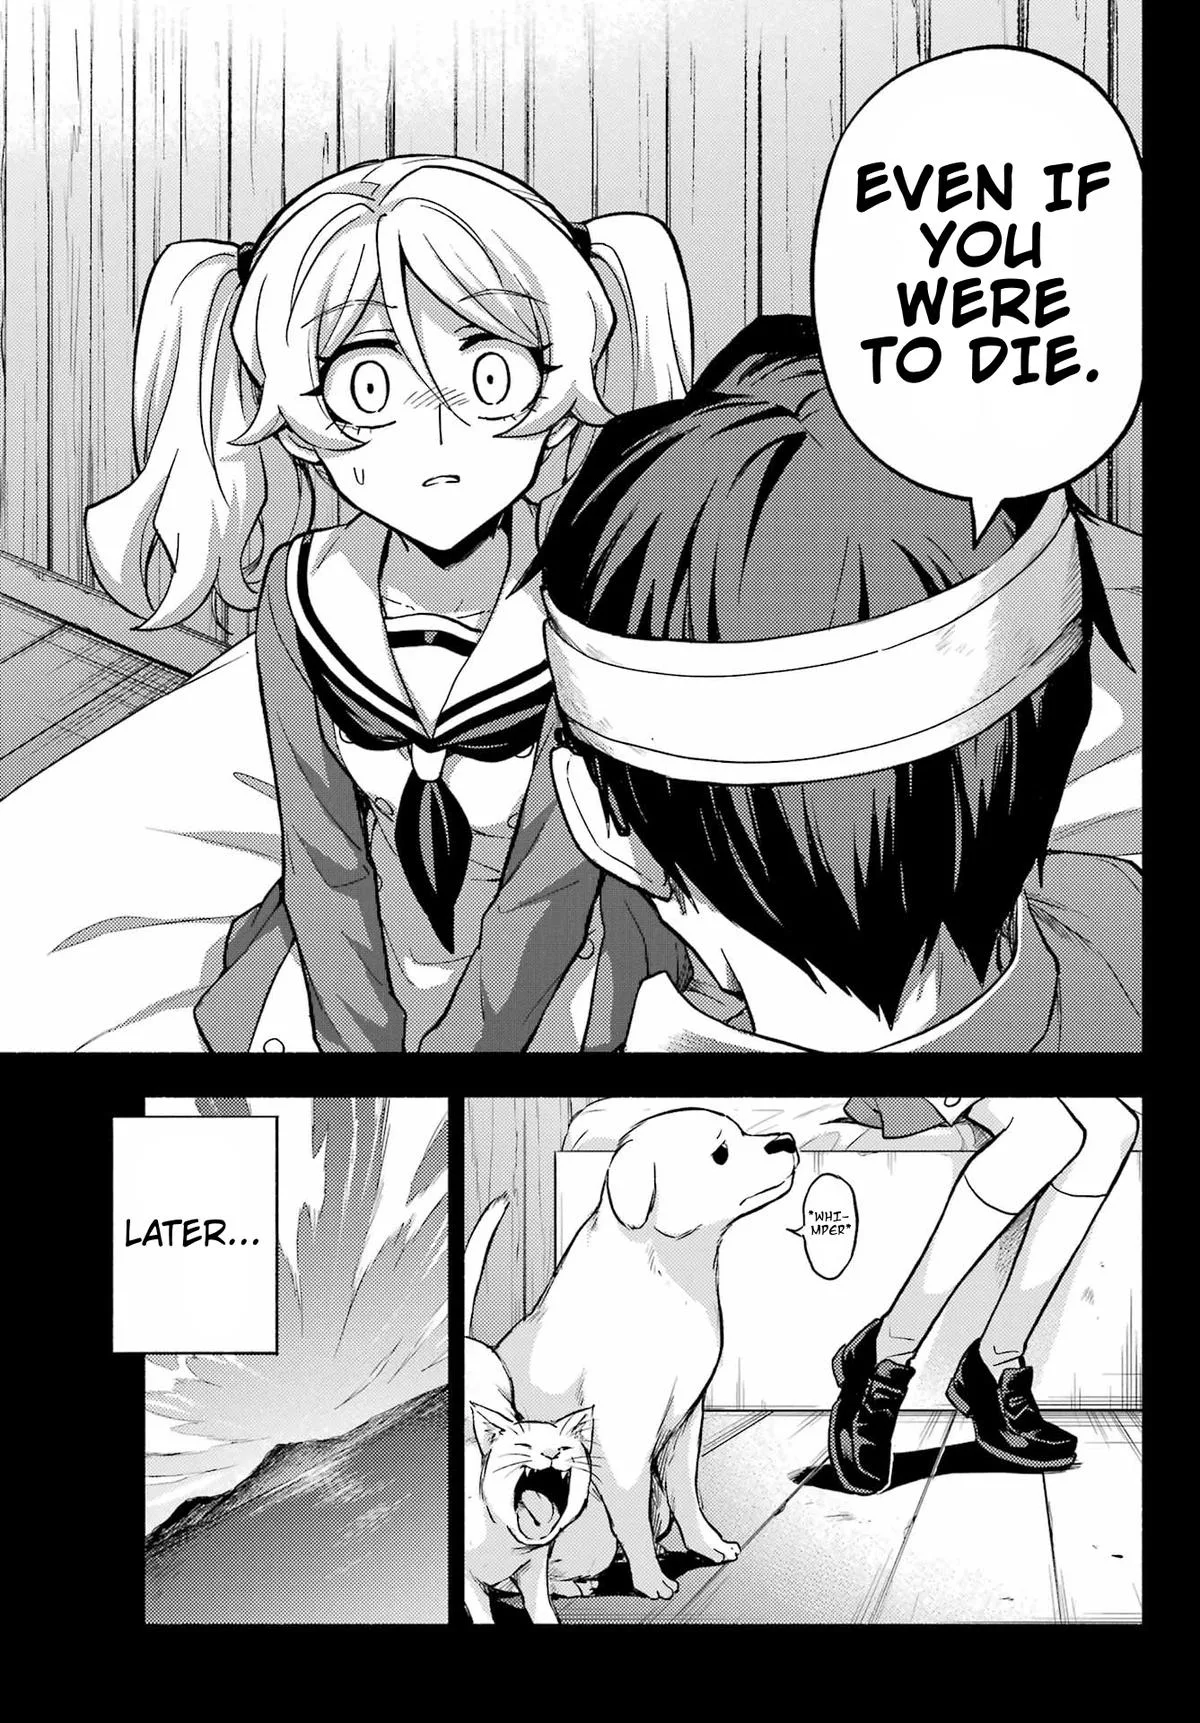 EVEN IF
YOU
WERE
TO DIE.
*WHI-
MPER*
LATER...